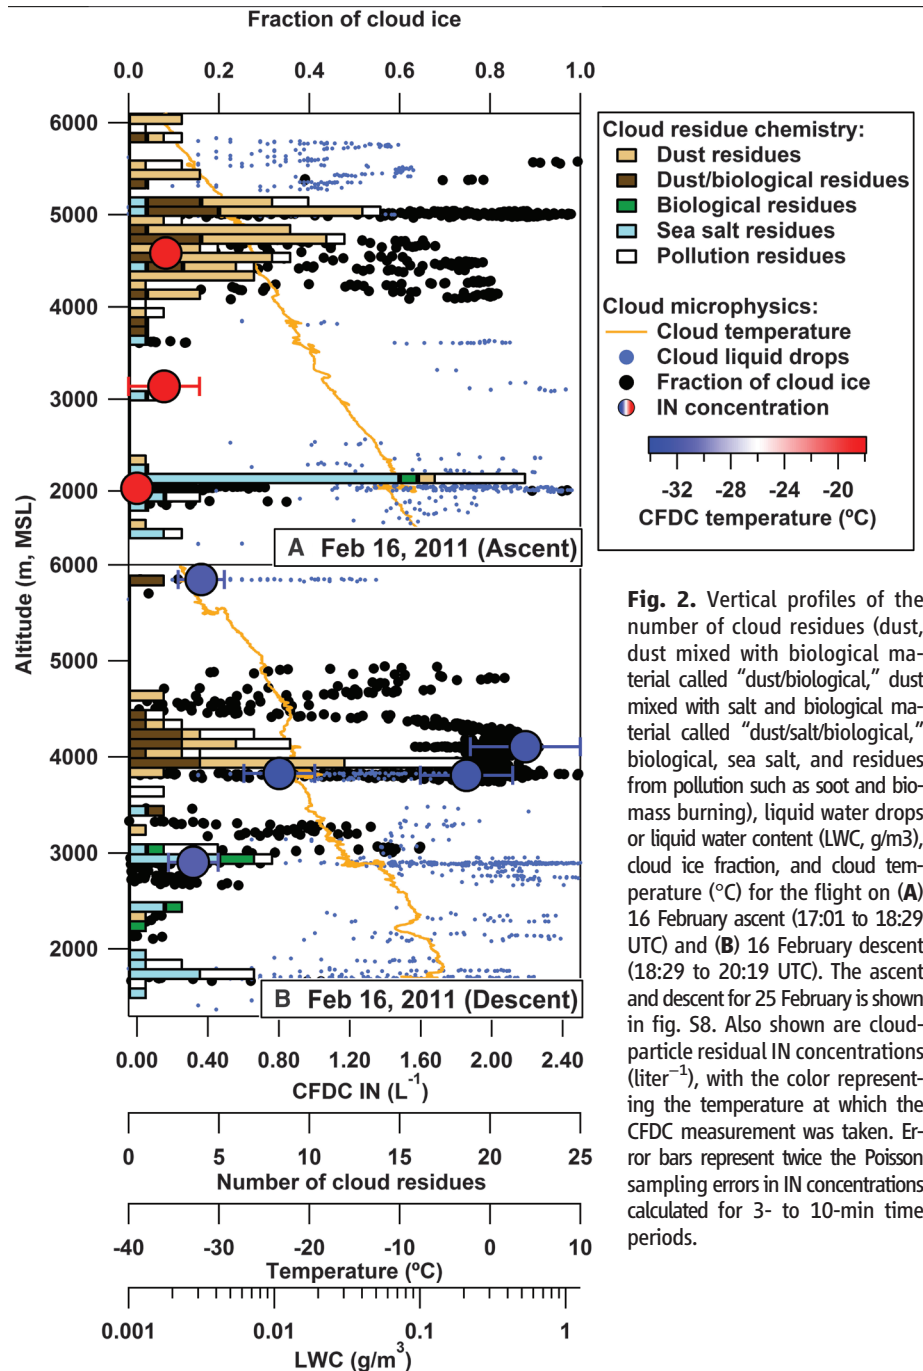 Fraction of cloud ice
0.0 0.2 0.4 0.6 0.8 1.0
6000
5000
4000
3000
2000
A Feb 16, 2011 (Ascent)
6000
5000
4000
3000
2000
B Feb 16, 2011 (Descent)
Altitude (m, MSL)
0.00 0.40 0.80 1.20 1.60 2.00 2.40
CFDC IN (L⁻¹)
0 5 10 15 20 25
Number of cloud residues
-40 -30 -20 -10 0 10
Temperature (ºC)
0.001 0.01 0.1 1
LWC (g/m³)
Cloud residue chemistry:
Dust residues
Dust/biological residues
Biological residues
Sea salt residues
Pollution residues
Cloud microphysics:
Cloud temperature
Cloud liquid drops
Fraction of cloud ice
IN concentration
-32 -28 -24 -20
CFDC temperature (ºC)
Fig. 2. Vertical profiles of the
number of cloud residues (dust,
dust mixed with biological ma-
terial called “dust/biological,” dust
mixed with salt and biological ma-
terial called “dust/salt/biological,”
biological, sea salt, and residues
from pollution such as soot and bio-
mass burning), liquid water drops
or liquid water content (LWC, g/m3),
cloud ice fraction, and cloud tem-
perature (°C) for the flight on (A)
16 February ascent (17:01 to 18:29
UTC) and (B) 16 February descent
(18:29 to 20:19 UTC). The ascent
and descent for 25 February is shown
in fig. S8. Also shown are cloud-
particle residual IN concentrations
(liter⁻¹), with the color represent-
ing the temperature at which the
CFDC measurement was taken. Er-
ror bars represent twice the Poisson
sampling errors in IN concentrations
calculated for 3- to 10-min time
periods.